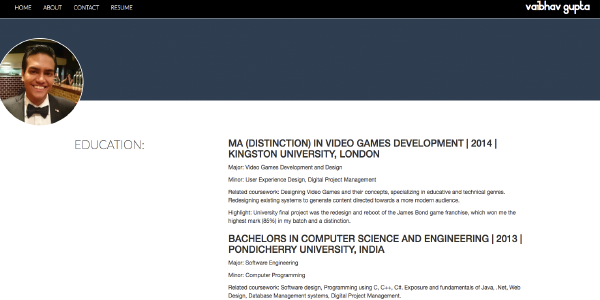 HOME ABOUT CONTACT RESUME
vaibhav gupta
EDUCATION:
MA (DISTINCTION) IN VIDEO GAMES DEVELOPMENT | 2014 |
KINGSTON UNIVERSITY, LONDON
Major: Video Games Development and Design
Minor: User Experience Design, Digital Project Management
Related coursework: Designing Video Games and their concepts, specializing in educative and technical genres.
Redesigning existing systems to generate content directed towards a more modern audience.
Highlight: University final project was the redesign and reboot of the James Bond game franchise, which won me the
highest mark (85%) in my batch and a distinction.
BACHELORS IN COMPUTER SCIENCE AND ENGINEERING | 2013 |
PONDICHERRY UNIVERSITY, INDIA
Major: Software Engineering
Minor: Computer Programming
Related coursework: Software design, Programming using C, C++, C#. Exposure and fundamentals of Java, .Net, Web
Design, Database Management systems, Digital Project Management.